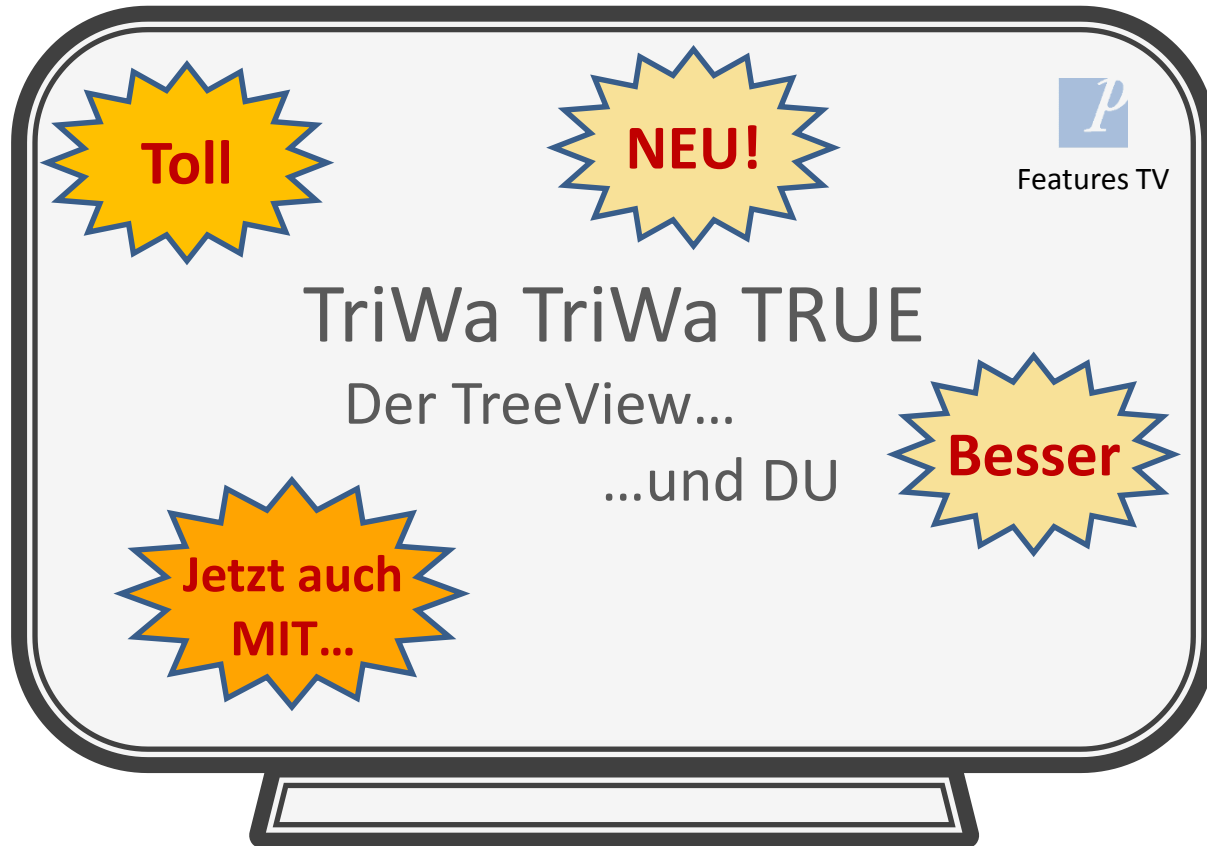 Toll
NEU!
p
Features TV
TriWa TriWa TRUE
Der TreeView...
...und DU
Besser
Jetzt auch
MIT...